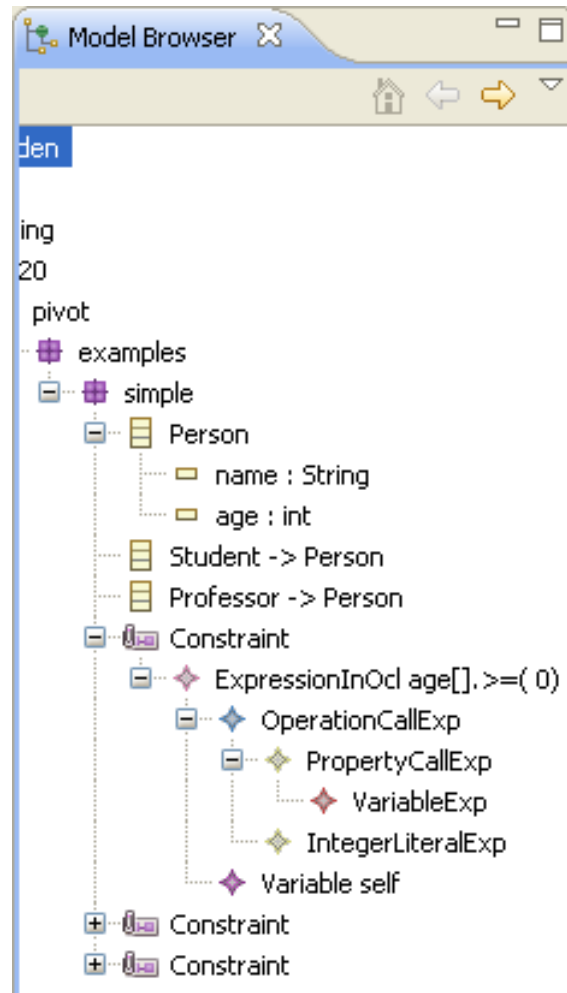 Model Browser
den
ing
20
pivot
examples
simple
Person
name : String
age : int
Student -> Person
Professor -> Person
Constraint
ExpressionInOcl age[].>=( 0)
OperationCallExp
PropertyCallExp
VariableExp
IntegerLiteralExp
Variable self
Constraint
Constraint